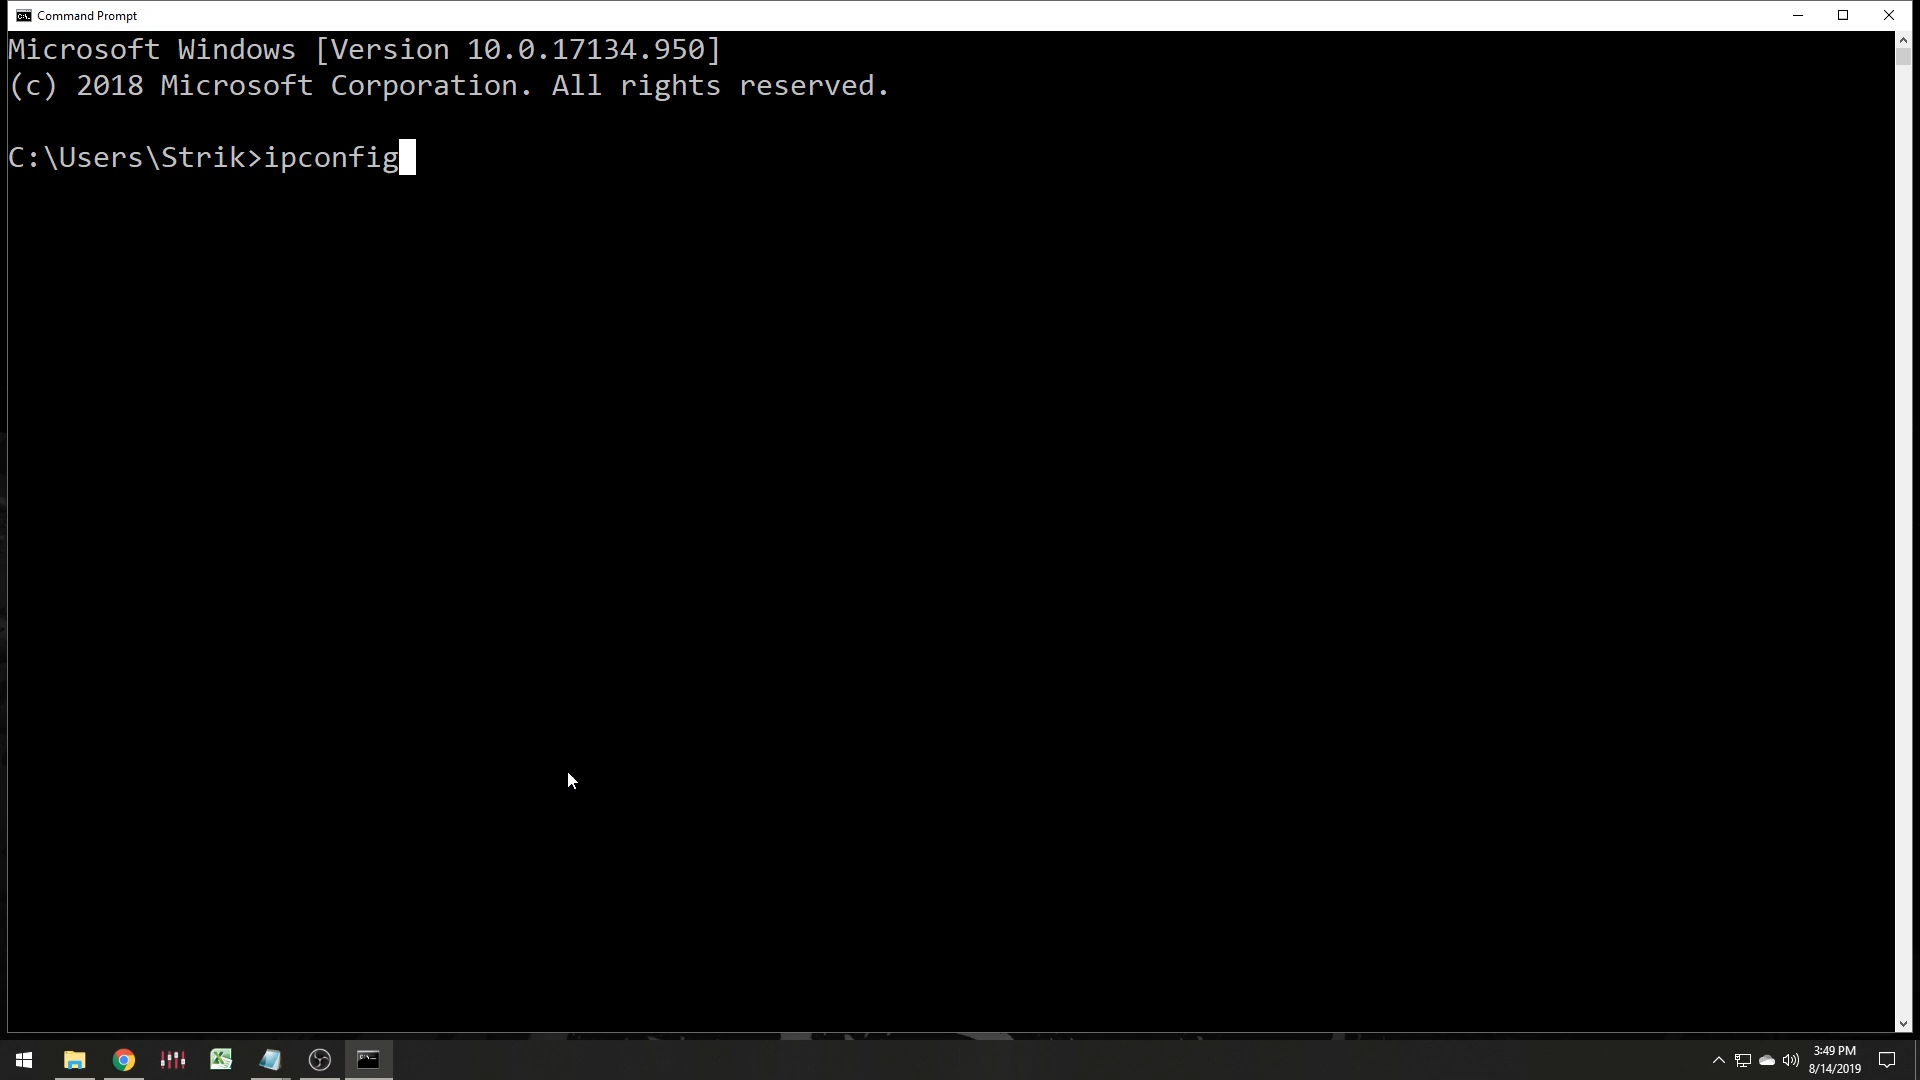 Command Prompt
Microsoft Windows [Version 10.0.17134.950]
(c) 2018 Microsoft Corporation. All rights reserved.
C:\Users\Strik>ipconfig
3:49 PM
8/14/2019